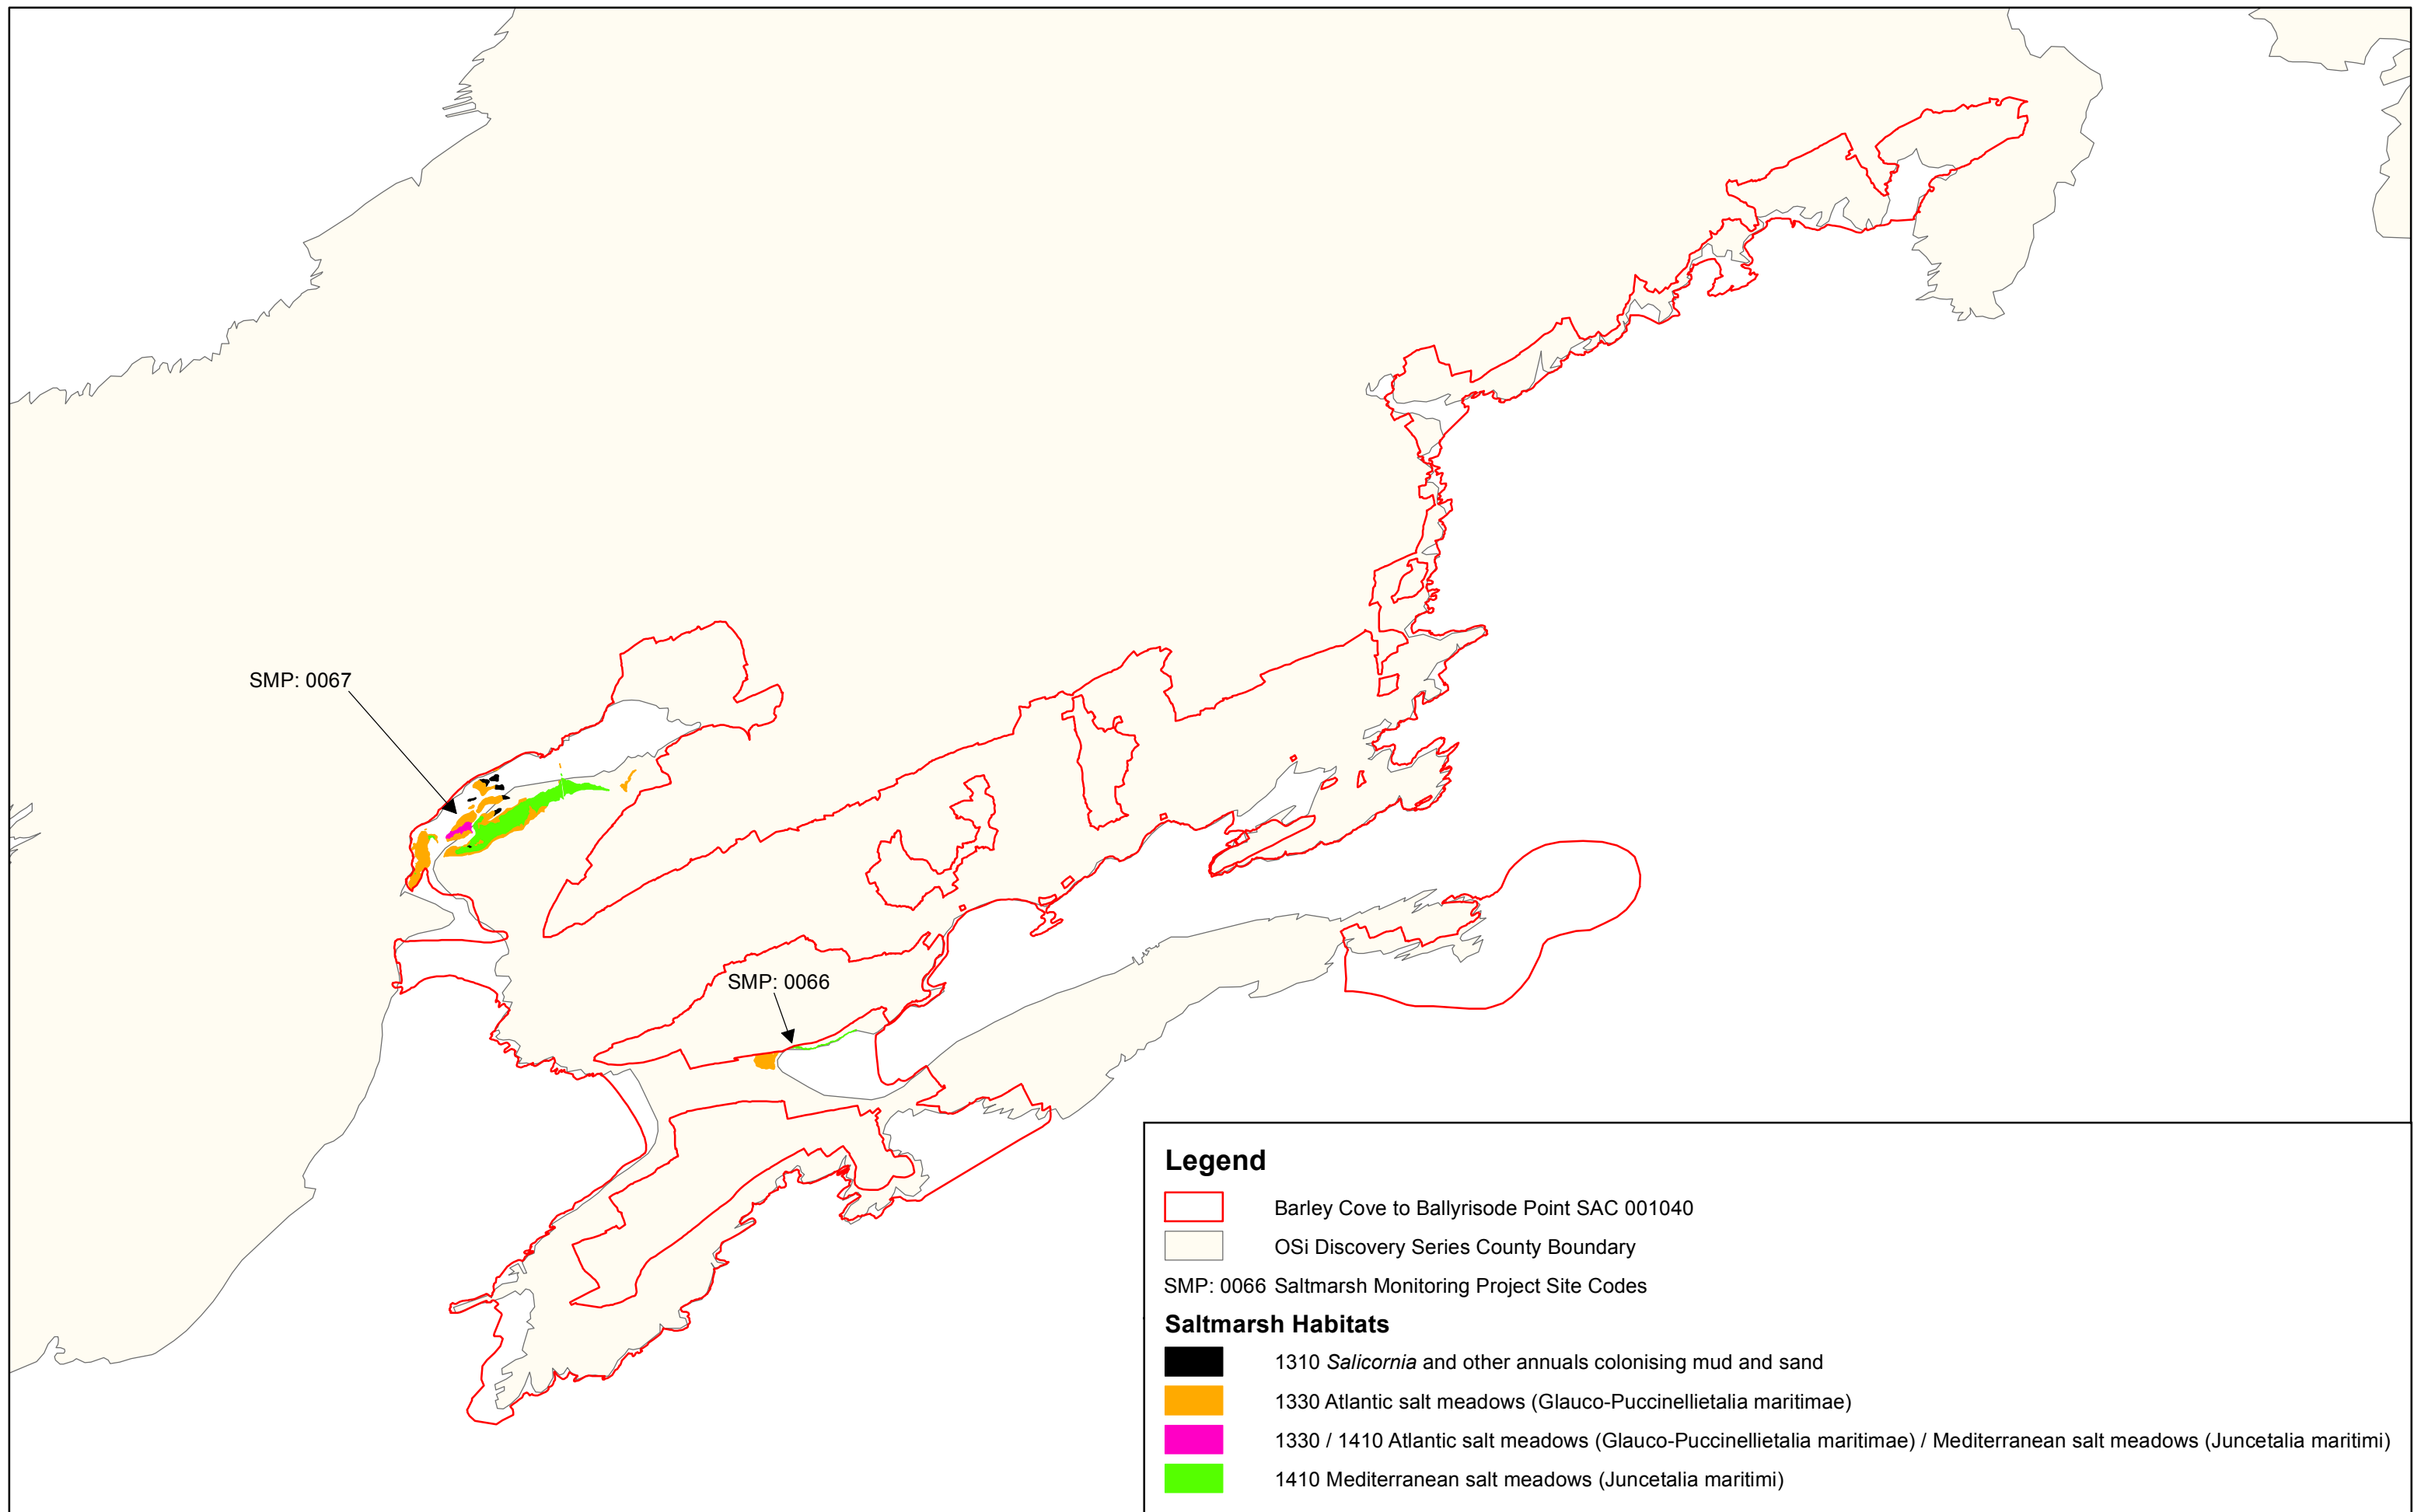 SMP: 0067
SMP: 0066
Legend
Barley Cove to Ballyrisode Point SAC 001040
OSi Discovery Series County Boundary
SMP: 0066 Saltmarsh Monitoring Project Site Codes
Saltmarsh Habitats
1310 Salicornia and other annuals colonising mud and sand
1330 Atlantic salt meadows (Glauco-Puccinellietalia maritimae)
1330 / 1410 Atlantic salt meadows (Glauco-Puccinellietalia maritimae) / Mediterranean salt meadows (Juncetalia maritimi)
1410 Mediterranean salt meadows (Juncetalia maritimi)